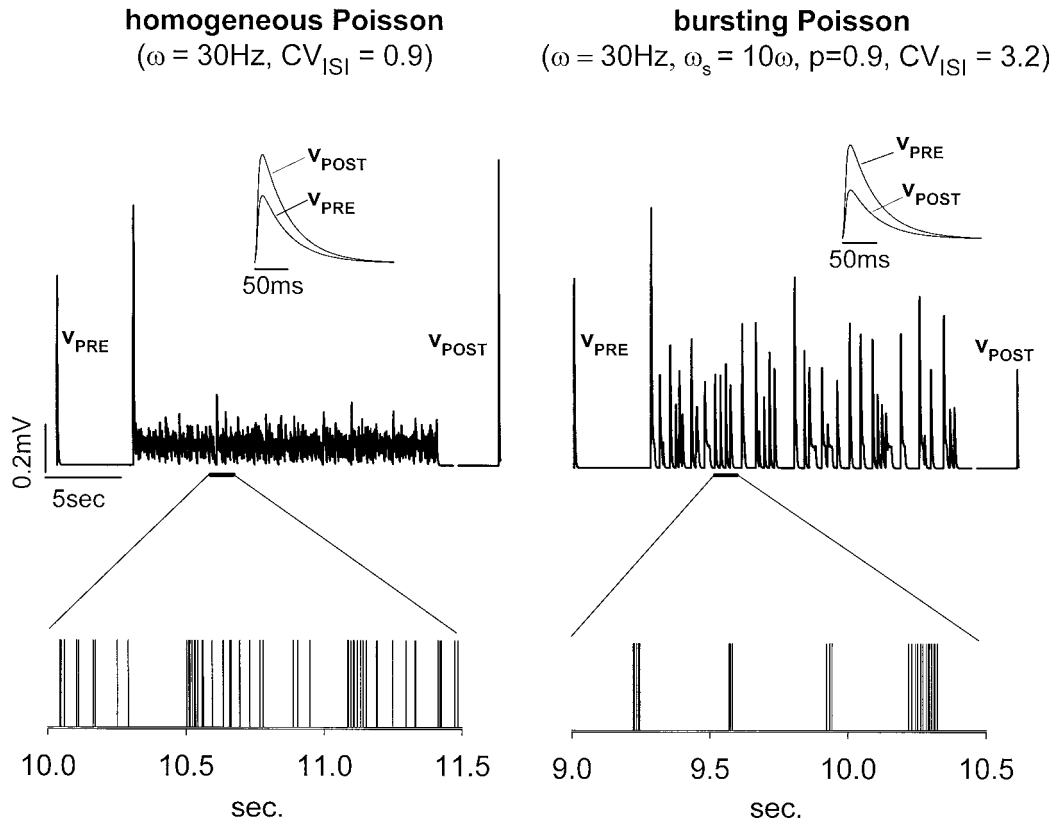 homogeneous Poisson
(ω = 30Hz, CV_ISI = 0.9)
V_POST
V_PRE
50ms
V_PRE
V_POST
0.2mV
5sec
10.0 10.5 11.0 11.5
sec.
bursting Poisson
(ω = 30Hz, ω_s = 10ω, p=0.9, CV_ISI = 3.2)
V_PRE
V_POST
50ms
V_PRE
V_POST
9.0 9.5 10.0 10.5
sec.